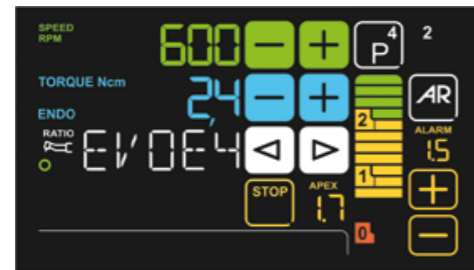 SPEED
RPM
600
− +
P4
2
TORQUE Ncm
2,4
− +
AR
ENDO
RATIO
EVOE4
2
ALARM
1.5
STOP
APEX
1.7
1
+
0
−